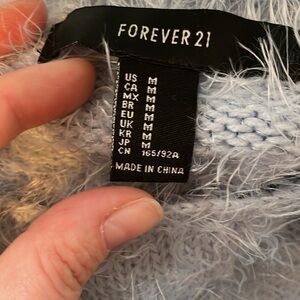 FOREVER 21
US M
CA M
MX M
BR M
EU M
UK M
KR M
JP M
CN 165/92A
MADE IN CHINA